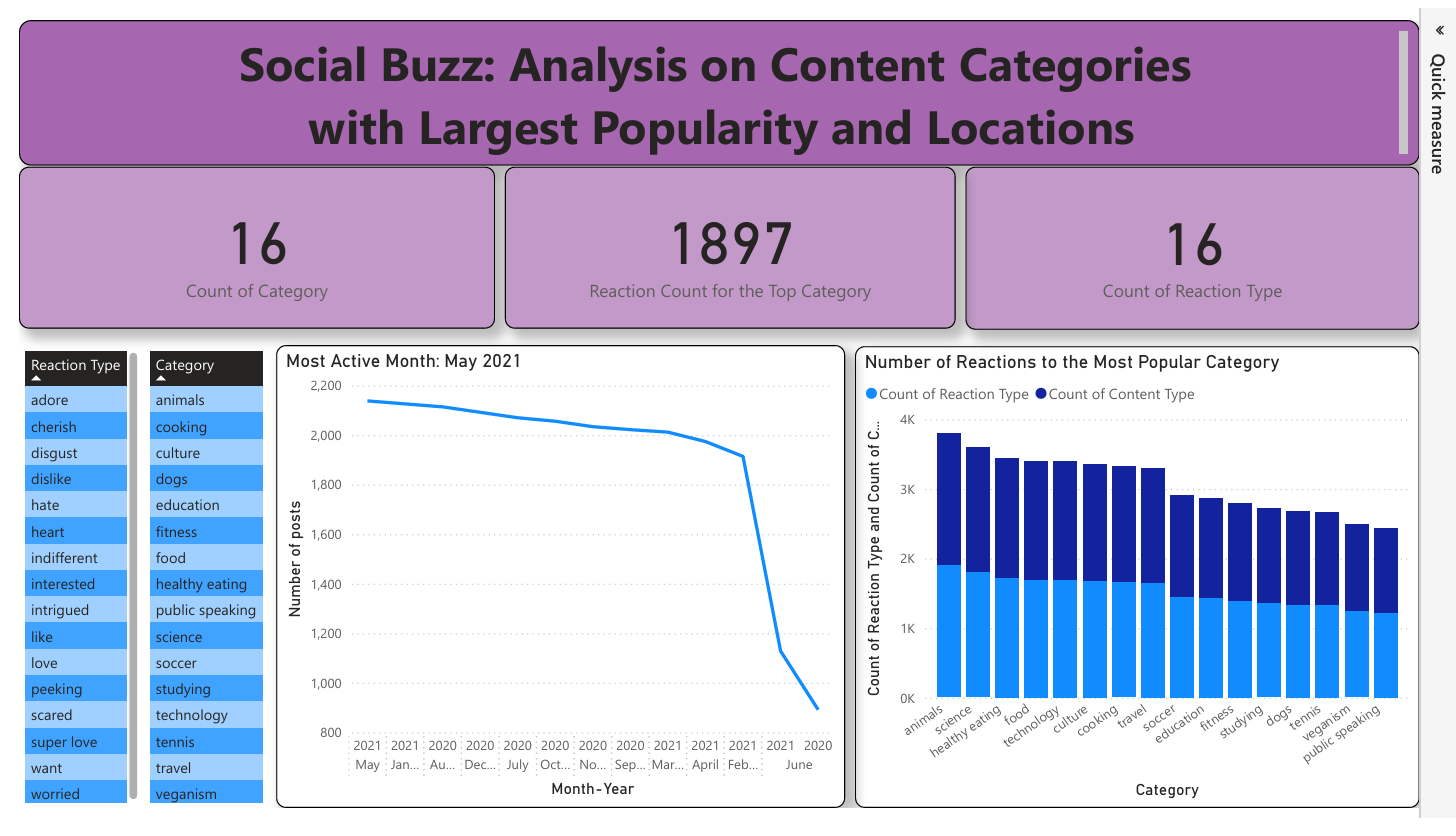 Social Buzz: Analysis on Content Categories
with Largest Popularity and Locations
«
Quick measure
16
Count of Category
1897
Reaction Count for the Top Category
16
Count of Reaction Type
Reaction Type
adore
cherish
disgust
dislike
hate
heart
indifferent
interested
intrigued
like
love
peeking
scared
super love
want
worried
Category
animals
cooking
culture
dogs
education
fitness
food
healthy eating
public speaking
science
soccer
studying
technology
tennis
travel
veganism
Most Active Month: May 2021
Number of posts
2,200
2,000
1,800
1,600
1,400
1,200
1,000
800
2021 2021 2020 2020 2020 2020 2020 2020 2021 2021 2021 2021 2020
May Jan... Au... Dec... July Oct... No... Sep... Mar... April Feb... June
Month-Year
Number of Reactions to the Most Popular Category
Count of Reaction Type Count of Content Type
Count of Reaction Type and Count of C...
4K
3K
2K
1K
0K
animals
science
healthy eating
food
technology
culture
cooking
travel
soccer
education
fitness
studying
dogs
tennis
veganism
public speaking
Category